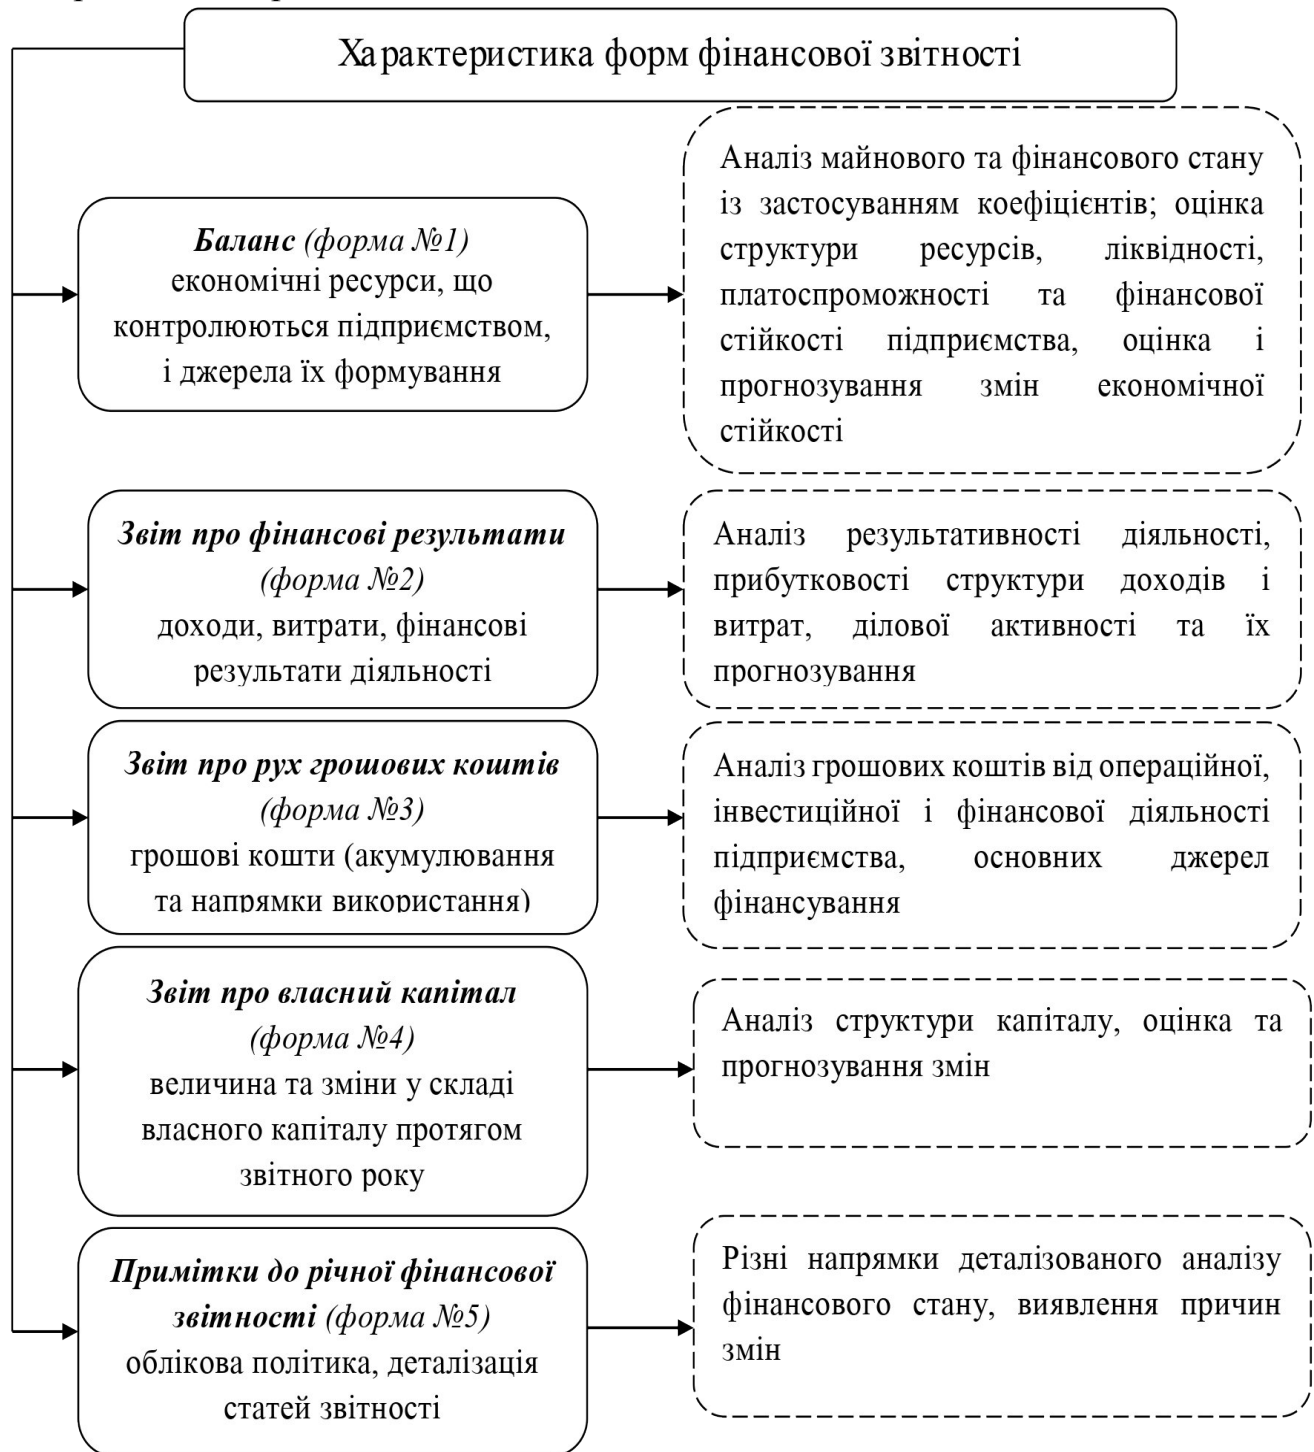 Характеристика форм фінансової звітності
Баланс (форма №1)
економічні ресурси, що
контролюються підприємством,
і джерела їх формування
Аналіз майнового та фінансового стану
із застосуванням коефіцієнтів; оцінка
структури ресурсів, ліквідності,
платоспроможності та фінансової
стійкості підприємства, оцінка і
прогнозування змін економічної
стійкості
Звіт про фінансові результати
(форма №2)
доходи, витрати, фінансові
результати діяльності
Аналіз результативності діяльності,
прибутковості структури доходів і
витрат, ділової активності та їх
прогнозування
Звіт про рух грошових коштів
(форма №3)
грошові кошти (акумулювання
та напрямки використання)
Аналіз грошових коштів від операційної,
інвестиційної і фінансової діяльності
підприємства, основних джерел
фінансування
Звіт про власний капітал
(форма №4)
величина та зміни у складі
власного капіталу протягом
звітного року
Аналіз структури капіталу, оцінка та
прогнозування змін
Примітки до річної фінансової
звітності (форма №5)
облікова політика, деталізація
статей звітності
Різні напрямки деталізованого аналізу
фінансового стану, виявлення причин
змін